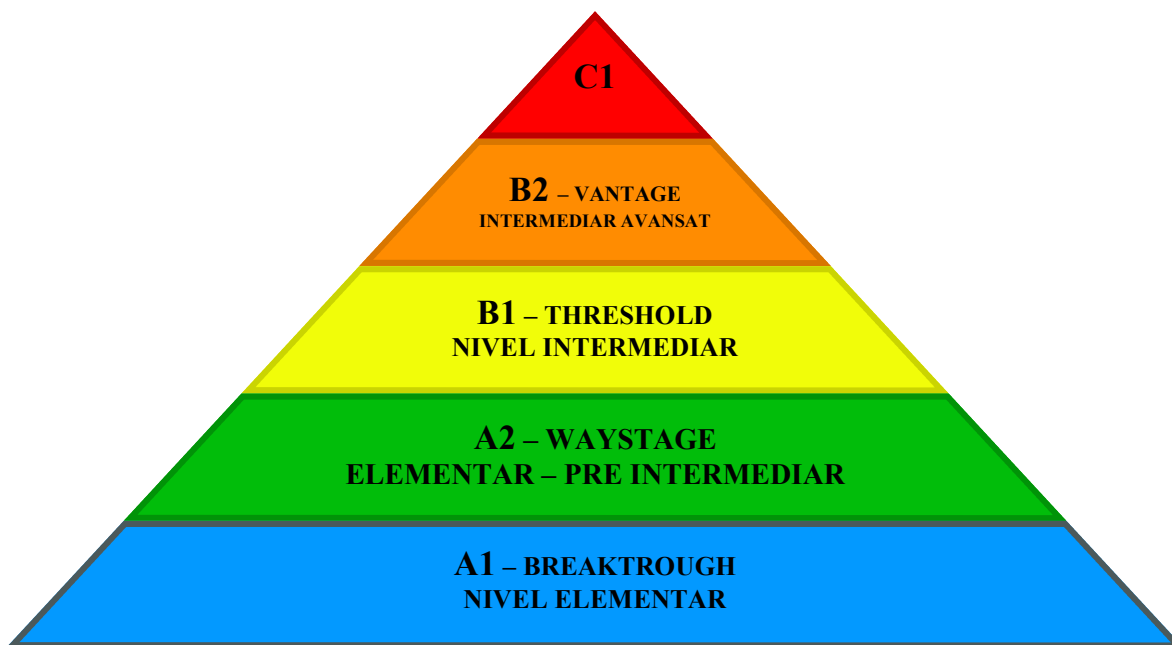 C1
B2 – VANTAGE
INTERMEDIAR AVANSAT
B1 – THRESHOLD
NIVEL INTERMEDIAR
A2 – WAYSTAGE
ELEMENTAR – PRE INTERMEDIAR
A1 – BREAKTROUGH
NIVEL ELEMENTAR